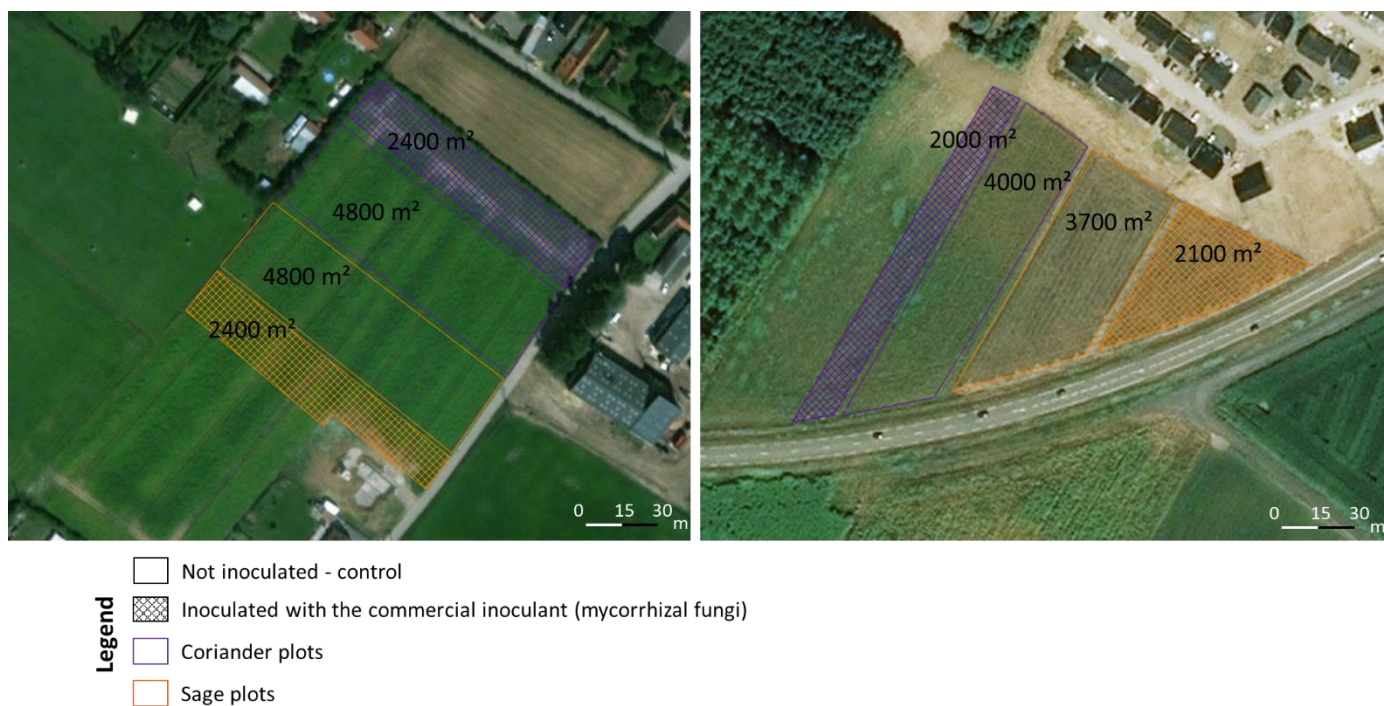 2400 m²
4800 m²
4800 m²
2400 m²
0 15 30
m
2000 m²
4000 m²
3700 m²
2100 m²
0 15 30
m
Legend
Not inoculated - control
Inoculated with the commercial inoculant (mycorrhizal fungi)
Coriander plots
Sage plots